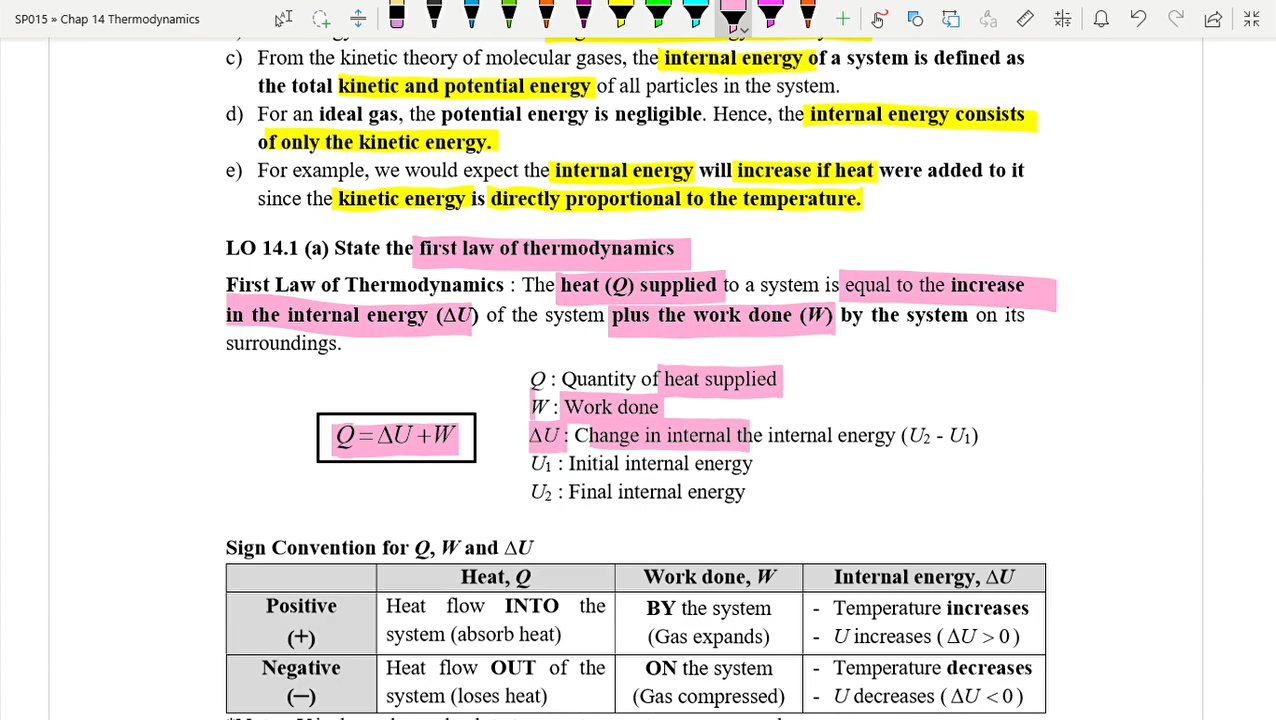 SP015 » Chap 14 Thermodynamics
c) From the kinetic theory of molecular gases, the internal energy of a system is defined as
the total kinetic and potential energy of all particles in the system.
d) For an ideal gas, the potential energy is negligible. Hence, the internal energy consists
of only the kinetic energy.
e) For example, we would expect the internal energy will increase if heat were added to it
since the kinetic energy is directly proportional to the temperature.
LO 14.1 (a) State the first law of thermodynamics
First Law of Thermodynamics : The heat (Q) supplied to a system is equal to the increase
in the internal energy (ΔU) of the system plus the work done (W) by the system on its
surroundings.
Q : Quantity of heat supplied
W : Work done
Q = ΔU + W
ΔU : Change in internal the internal energy (U₂ - U₁)
U₁ : Initial internal energy
U₂ : Final internal energy
Sign Convention for Q, W and ΔU
Heat, Q Work done, W Internal energy, ΔU
Positive Heat flow INTO the BY the system - Temperature increases
(+) system (absorb heat) (Gas expands) - U increases ( ΔU > 0 )
Negative Heat flow OUT of the ON the system - Temperature decreases
(−) system (loses heat) (Gas compressed) - U decreases ( ΔU < 0 )